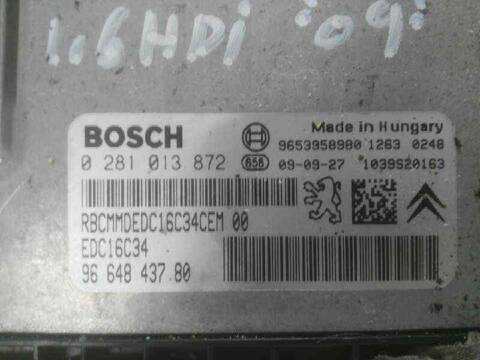 1.6HDi '09'
BOSCH
Made in Hungary
9653958980 1263 0248
0 281 013 872 658 09-09-27 1039S20163
RBCMMDEDC16C34CEM 00
EDC16C34
96 648 437 80